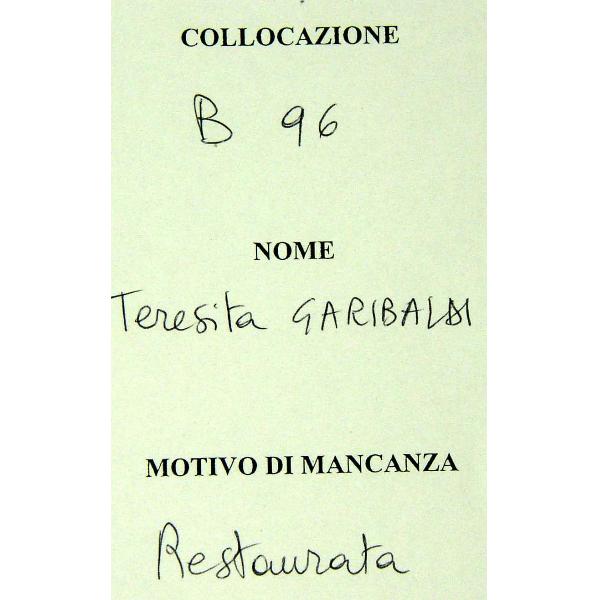 COLLOCAZIONE
B 96
NOME
Teresita GARIBALDI
MOTIVO DI MANCANZA
Restaurata